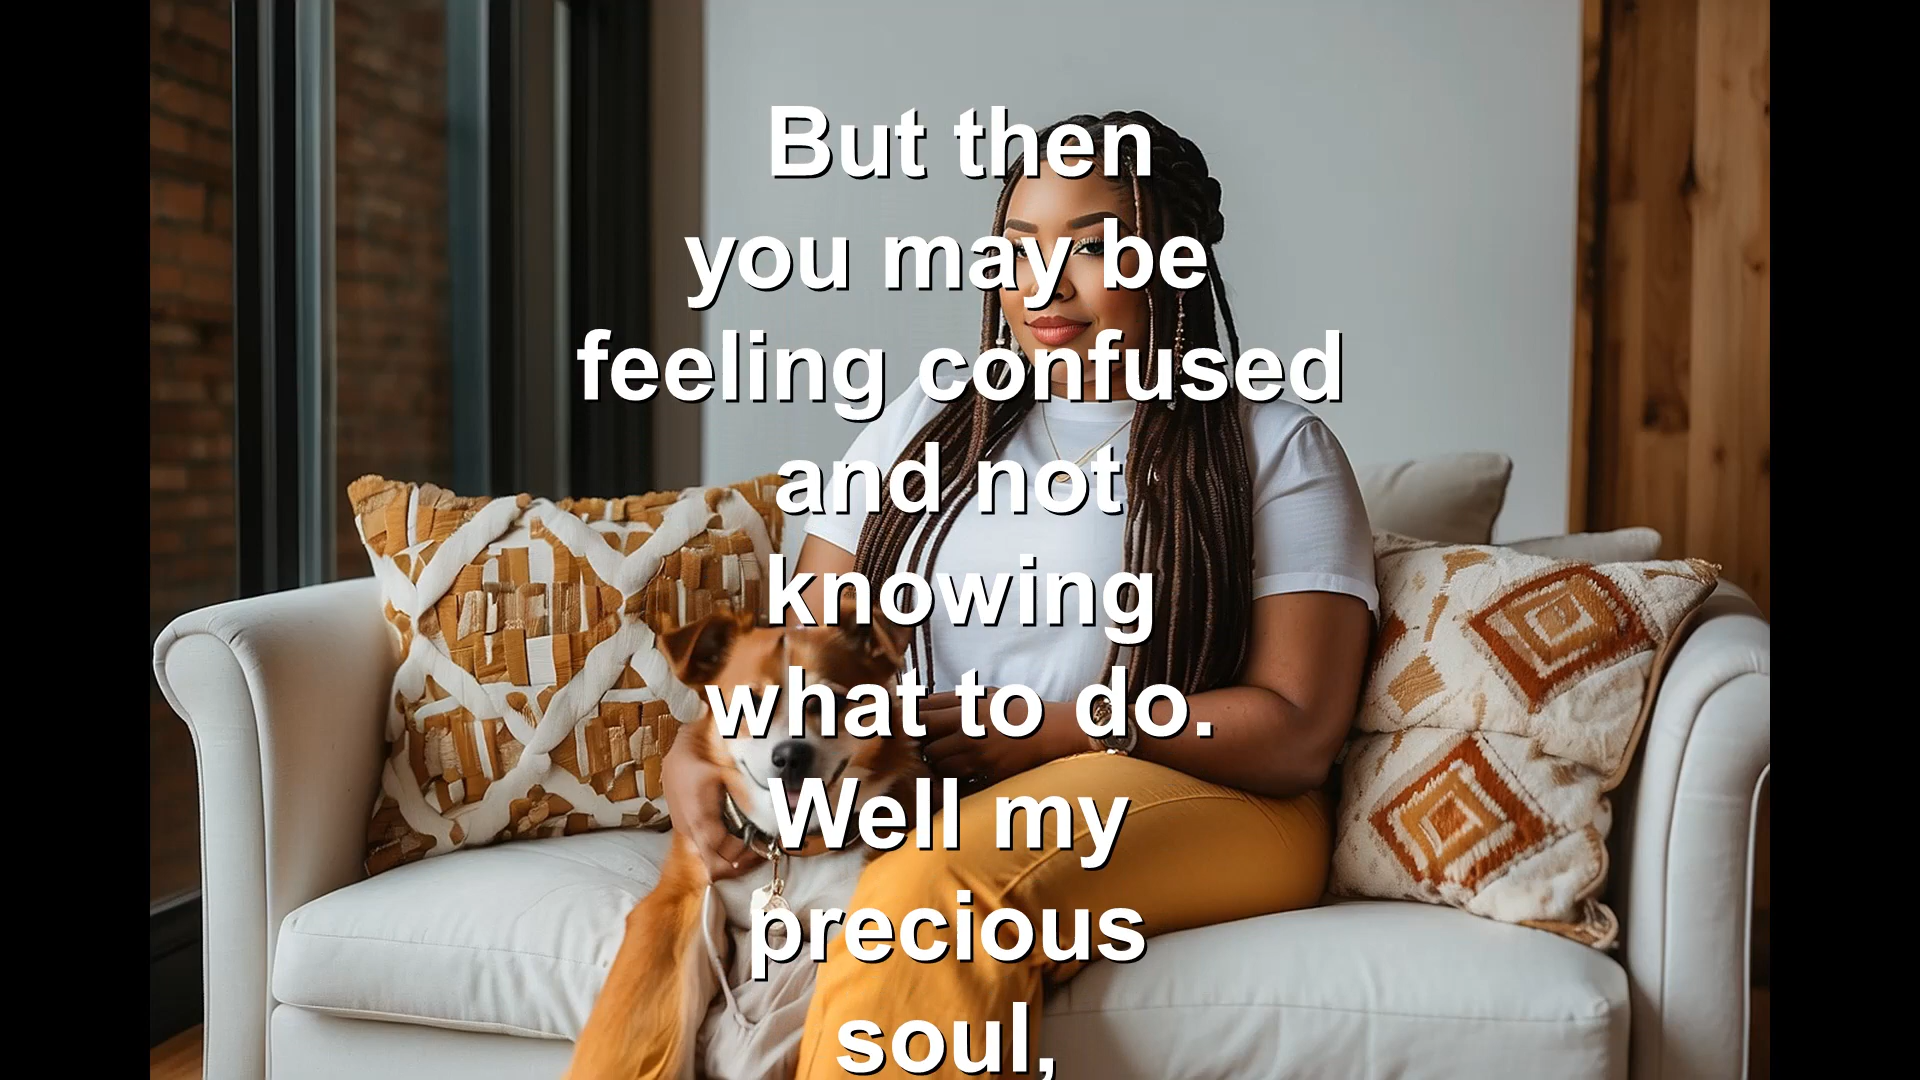 But then
you may be
feeling confused
and not
knowing
what to do.
Well my
precious
soul,